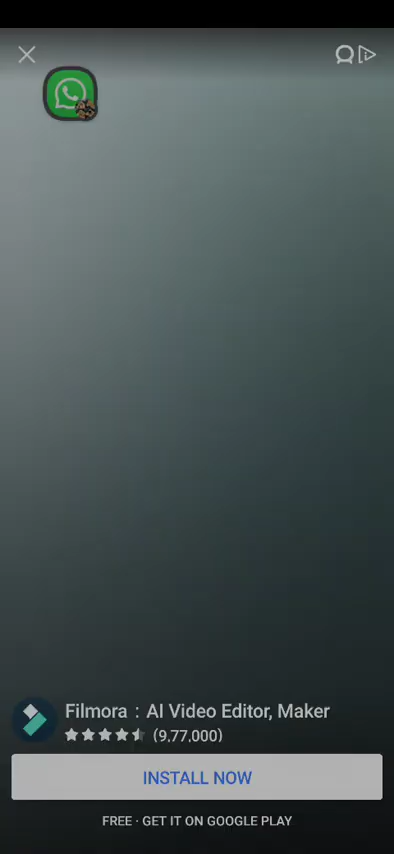 Filmora : AI Video Editor, Maker
(9,77,000)
INSTALL NOW
FREE · GET IT ON GOOGLE PLAY